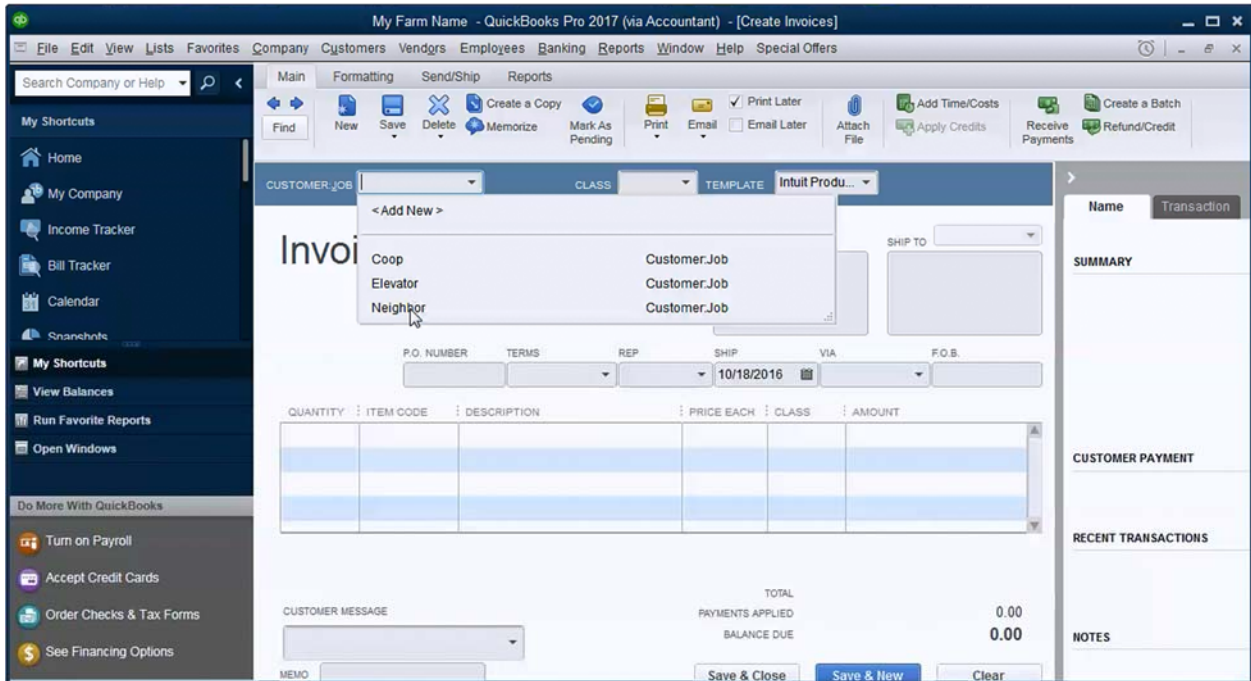 qb
My Farm Name - QuickBooks Pro 2017 (via Accountant) - [Create Invoices]
File Edit View Lists Favorites Company Customers Vendors Employees Banking Reports Window Help Special Offers
Search Company or Help
My Shortcuts
Home
My Company
Income Tracker
Bill Tracker
Calendar
Snapshots
My Shortcuts
View Balances
Run Favorite Reports
Open Windows
Do More With QuickBooks
Turn on Payroll
Accept Credit Cards
Order Checks & Tax Forms
See Financing Options
Main Formatting Send/Ship Reports
Find
New
Save
Delete
Create a Copy
Memorize
Mark As
Pending
Print
Email
Print Later
Email Later
Attach
File
Add Time/Costs
Apply Credits
Receive
Payments
Create a Batch
Refund/Credit
CUSTOMER:JOB CLASS TEMPLATE Intuit Produ...
< Add New >
Coop Customer:Job
Elevator Customer:Job
Neighbor Customer:Job
Invoi
SHIP TO
P.O. NUMBER TERMS REP SHIP VIA F.O.B.
10/18/2016
QUANTITY ITEM CODE DESCRIPTION PRICE EACH CLASS AMOUNT
TOTAL
PAYMENTS APPLIED 0.00
BALANCE DUE 0.00
CUSTOMER MESSAGE
MEMO
Save & Close Save & New Clear
Name Transaction
SUMMARY
CUSTOMER PAYMENT
RECENT TRANSACTIONS
NOTES